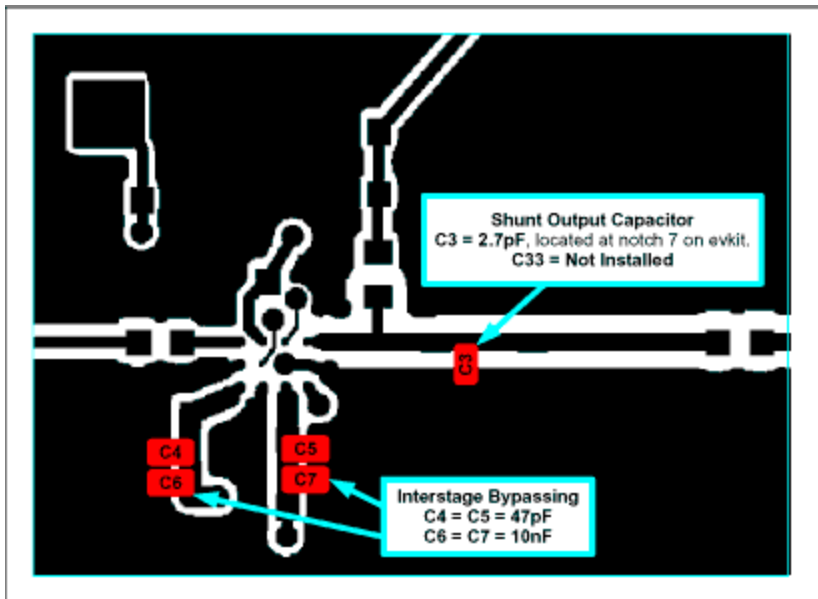 Shunt Output Capacitor
C3 = 2.7pF, located at notch 7 on evkit.
C33 = Not Installed
C3
C4
C6
C5
C7
Interstage Bypassing
C4 = C5 = 47pF
C6 = C7 = 10nF